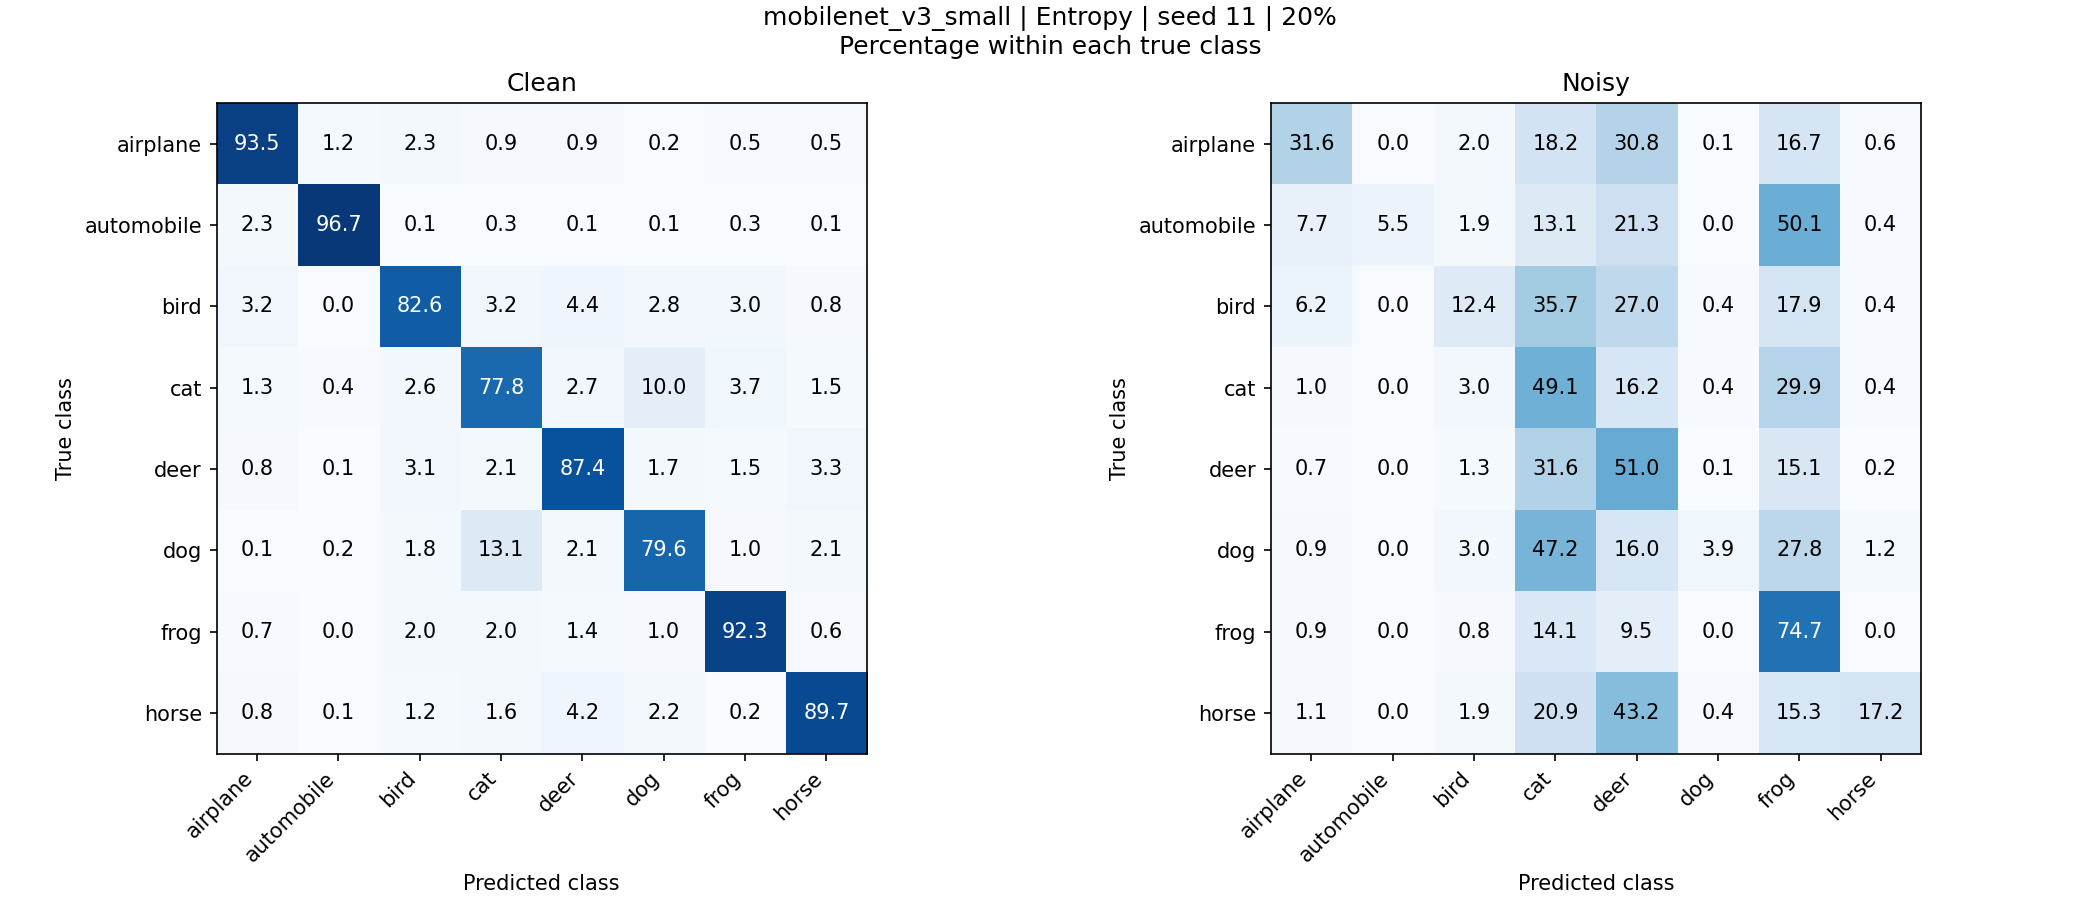 mobilenet_v3_small | Entropy | seed 11 | 20%
Percentage within each true class
Clean
True class
airplane 93.5 1.2 2.3 0.9 0.9 0.2 0.5 0.5
automobile 2.3 96.7 0.1 0.3 0.1 0.1 0.3 0.1
bird 3.2 0.0 82.6 3.2 4.4 2.8 3.0 0.8
cat 1.3 0.4 2.6 77.8 2.7 10.0 3.7 1.5
deer 0.8 0.1 3.1 2.1 87.4 1.7 1.5 3.3
dog 0.1 0.2 1.8 13.1 2.1 79.6 1.0 2.1
frog 0.7 0.0 2.0 2.0 1.4 1.0 92.3 0.6
horse 0.8 0.1 1.2 1.6 4.2 2.2 0.2 89.7
airplane automobile bird cat deer dog frog horse
Predicted class
Noisy
True class
airplane 31.6 0.0 2.0 18.2 30.8 0.1 16.7 0.6
automobile 7.7 5.5 1.9 13.1 21.3 0.0 50.1 0.4
bird 6.2 0.0 12.4 35.7 27.0 0.4 17.9 0.4
cat 1.0 0.0 3.0 49.1 16.2 0.4 29.9 0.4
deer 0.7 0.0 1.3 31.6 51.0 0.1 15.1 0.2
dog 0.9 0.0 3.0 47.2 16.0 3.9 27.8 1.2
frog 0.9 0.0 0.8 14.1 9.5 0.0 74.7 0.0
horse 1.1 0.0 1.9 20.9 43.2 0.4 15.3 17.2
airplane automobile bird cat deer dog frog horse
Predicted class